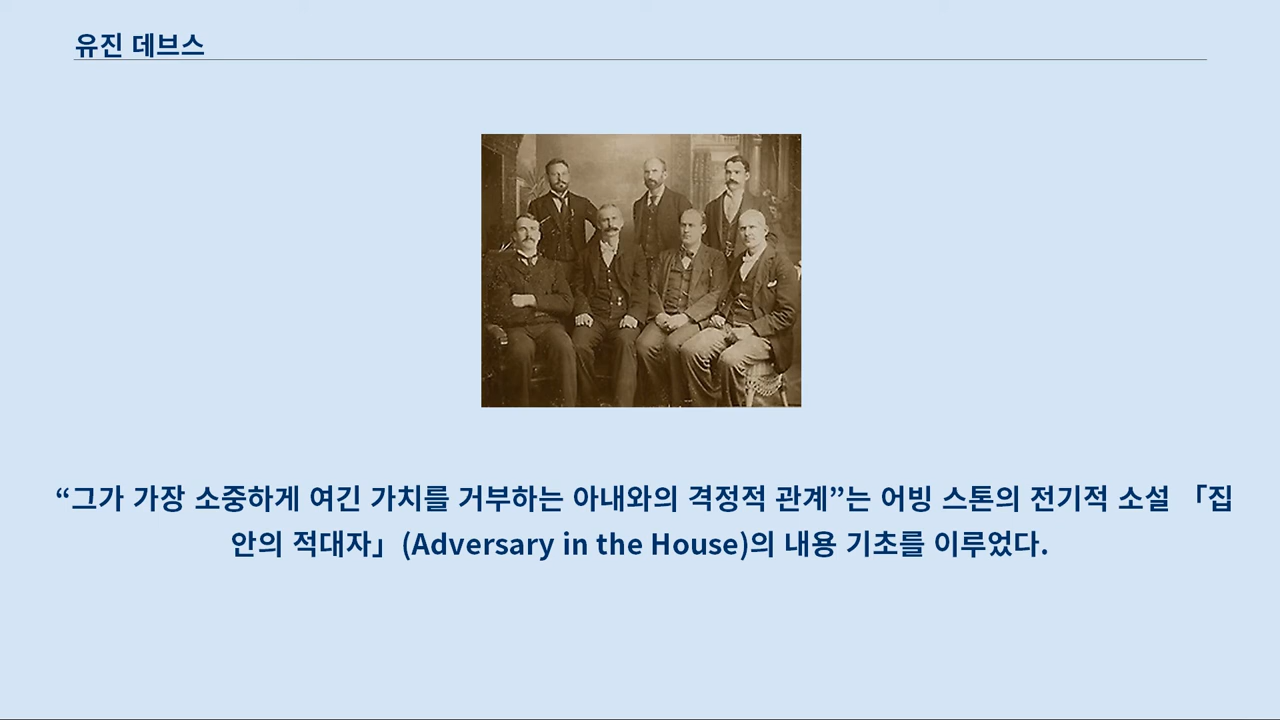 유진 데브스
“그가 가장 소중하게 여긴 가치를 거부하는 아내와의 격정적 관계”는 어빙 스톤의 전기적 소설 「집
안의 적대자」(Adversary in the House)의 내용 기초를 이루었다.